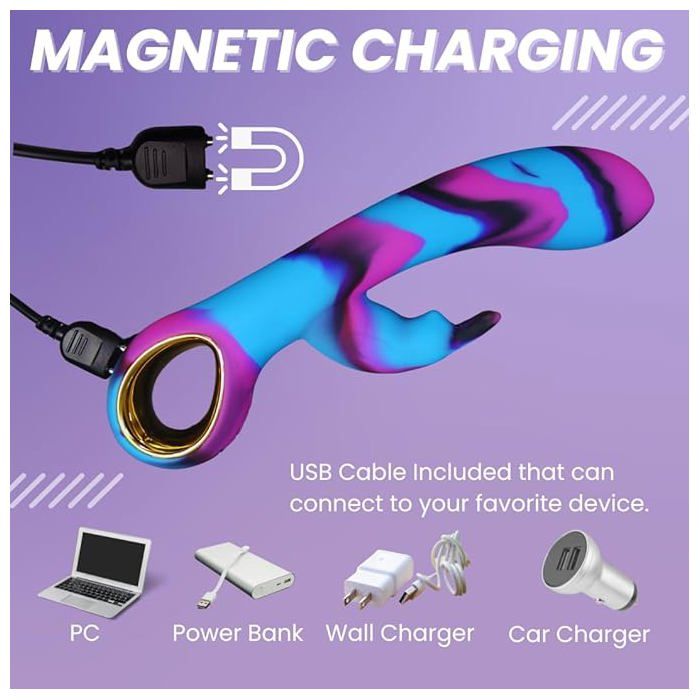 MAGNETIC CHARGING
USB Cable Included that can
connect to your favorite device.
PC
Power Bank
Wall Charger
Car Charger